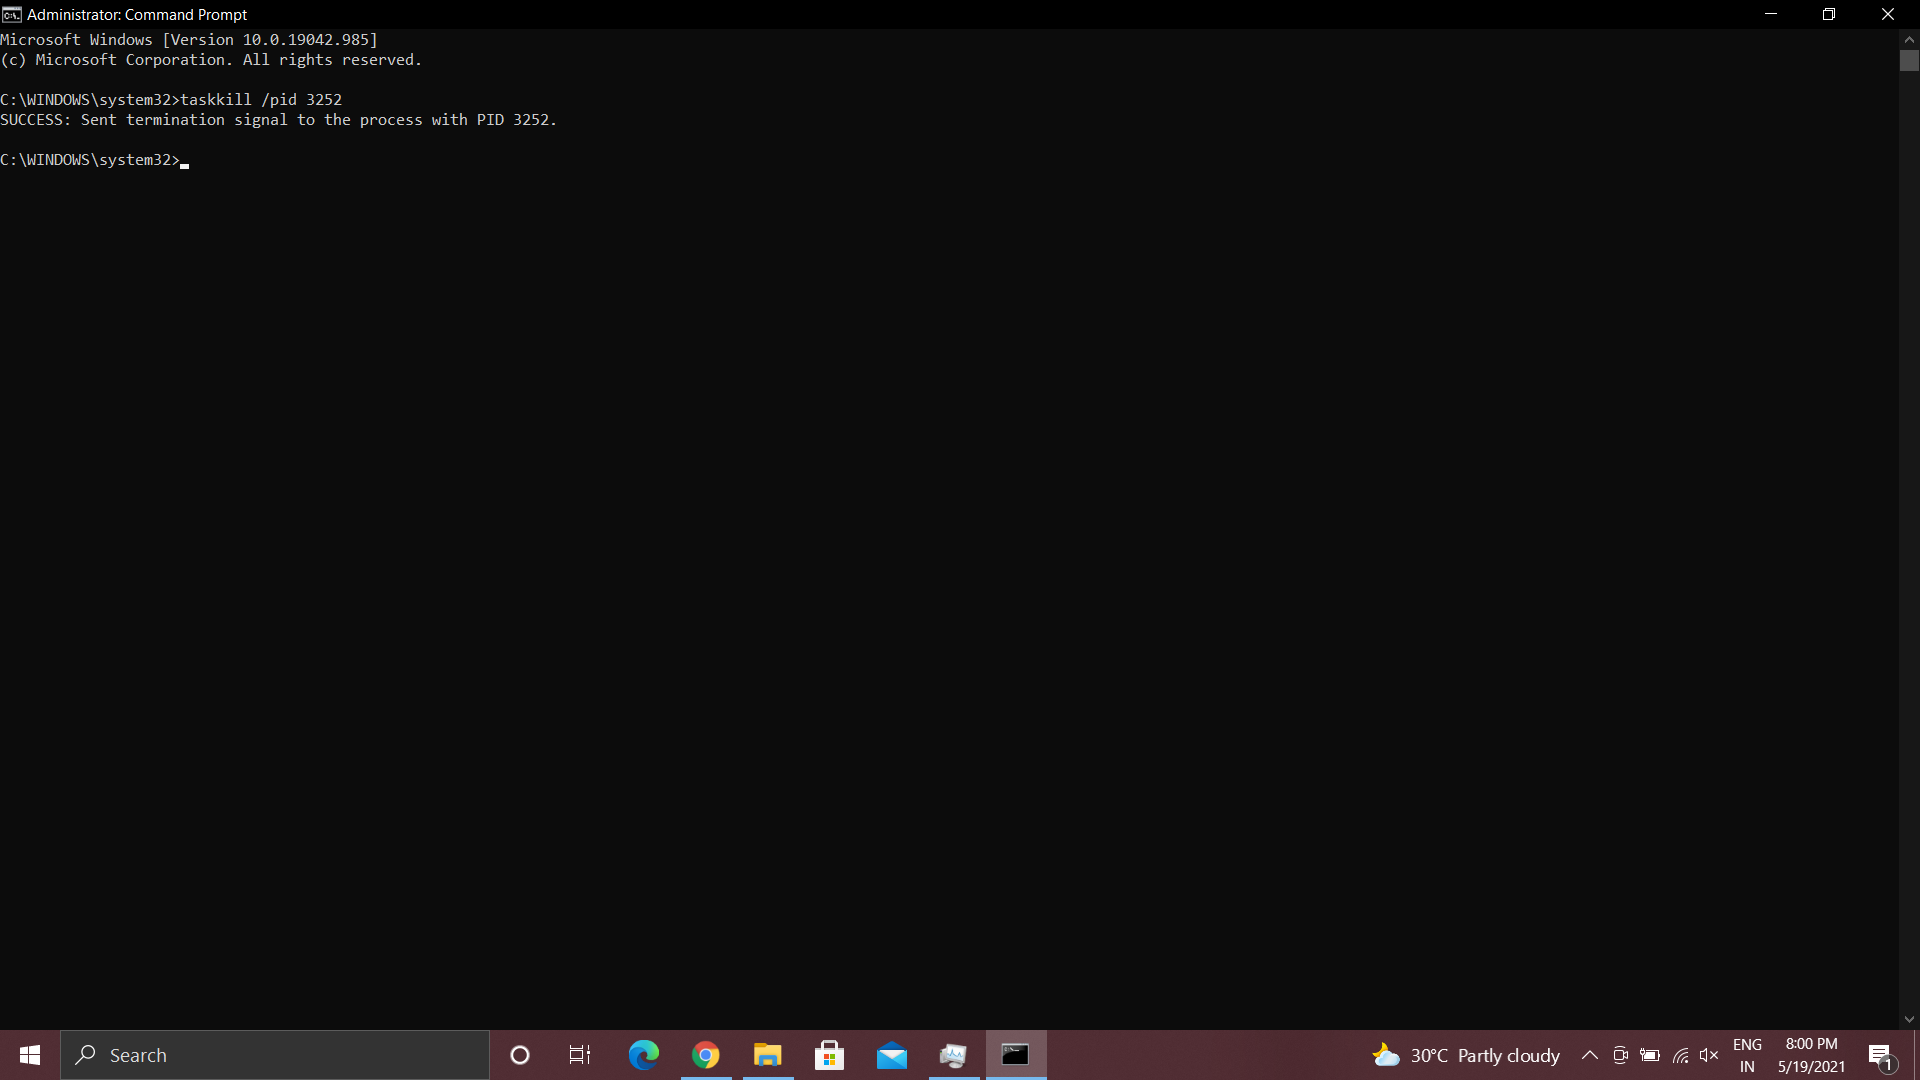 Administrator: Command Prompt
Microsoft Windows [Version 10.0.19042.985]
(c) Microsoft Corporation. All rights reserved.
C:\WINDOWS\system32>taskkill /pid 3252
SUCCESS: Sent termination signal to the process with PID 3252.
C:\WINDOWS\system32>
Search
30°C Partly cloudy
ENG
IN
8:00 PM
5/19/2021
1